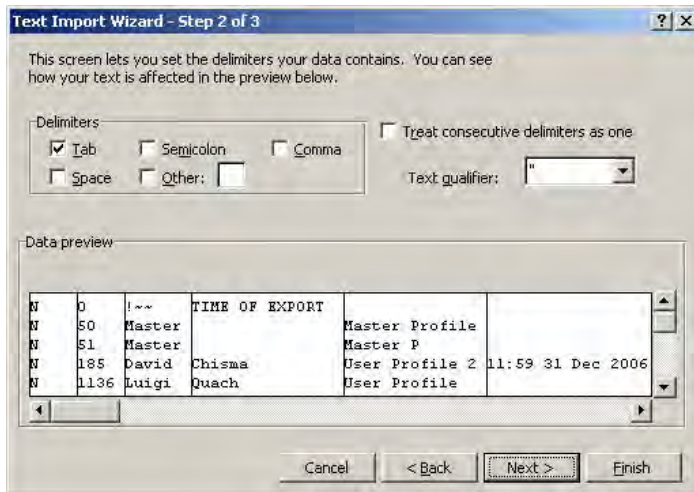 Text Import Wizard - Step 2 of 3
This screen lets you set the delimiters your data contains. You can see
how your text is affected in the preview below.
Delimiters
Tab Semicolon Comma
Space Other:
Treat consecutive delimiters as one
Text qualifier: "
Data preview
N 0 !~~ TIME OF EXPORT
N 50 Master Master Profile
N 51 Master Master P
N 185 David Chisma User Profile 2 11:59 31 Dec 2006
N 1136 Luigi Quach User Profile
Cancel < Back Next > Finish